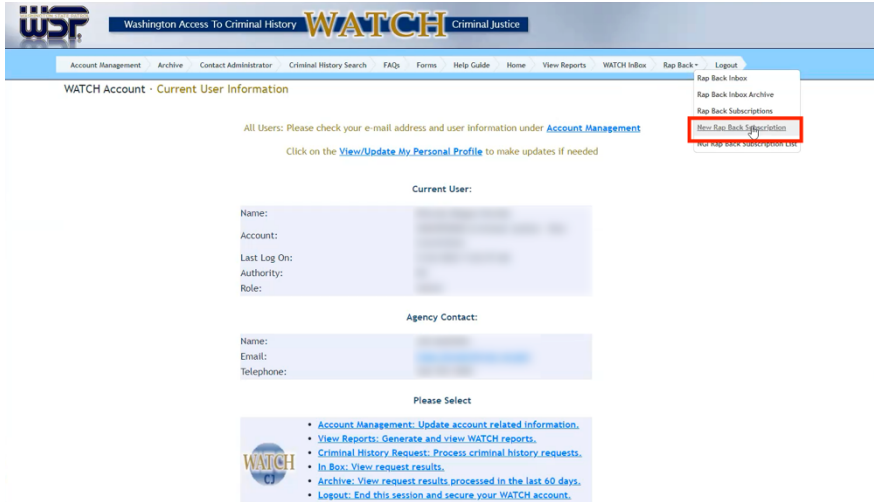 WSP
Washington Access To Criminal History WATCH Criminal Justice
Account Management Archive Contact Administrator Criminal History Search FAQs Forms Help Guide Home View Reports WATCH InBox Rap Back Logout
Rap Back Inbox
Rap Back Inbox Archive
Rap Back Subscriptions
New Rap Back Subscription
NGI Rap Back Subscription List
WATCH Account · Current User Information
All Users: Please check your e-mail address and user information under Account Management
Click on the View/Update My Personal Profile to make updates if needed
Current User:
Name:
Account:
Last Log On:
Authority:
Role:
Agency Contact:
Name:
Email:
Telephone:
Please Select
WATCH
CJ
• Account Management: Update account related information.
• View Reports: Generate and view WATCH reports.
• Criminal History Request: Process criminal history requests.
• In Box: View request results.
• Archive: View request results processed in the last 60 days.
• Logout: End this session and secure your WATCH account.